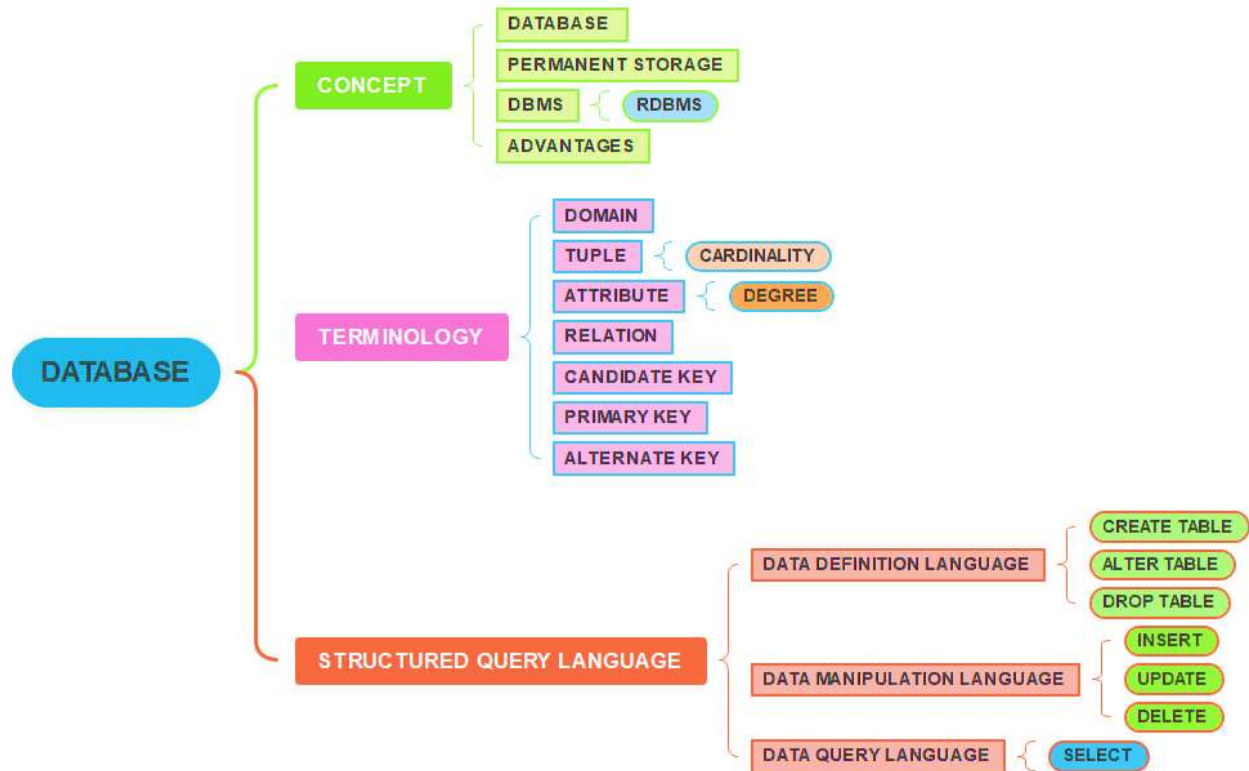 DATABASE
CONCEPT
DATABASE
PERMANENT STORAGE
DBMS
RDBMS
ADVANTAGES
TERMINOLOGY
DOMAIN
TUPLE
CARDINALITY
ATTRIBUTE
DEGREE
RELATION
CANDIDATE KEY
PRIMARY KEY
ALTERNATE KEY
STRUCTURED QUERY LANGUAGE
DATA DEFINITION LANGUAGE
CREATE TABLE
ALTER TABLE
DROP TABLE
DATA MANIPULATION LANGUAGE
INSERT
UPDATE
DELETE
DATA QUERY LANGUAGE
SELECT